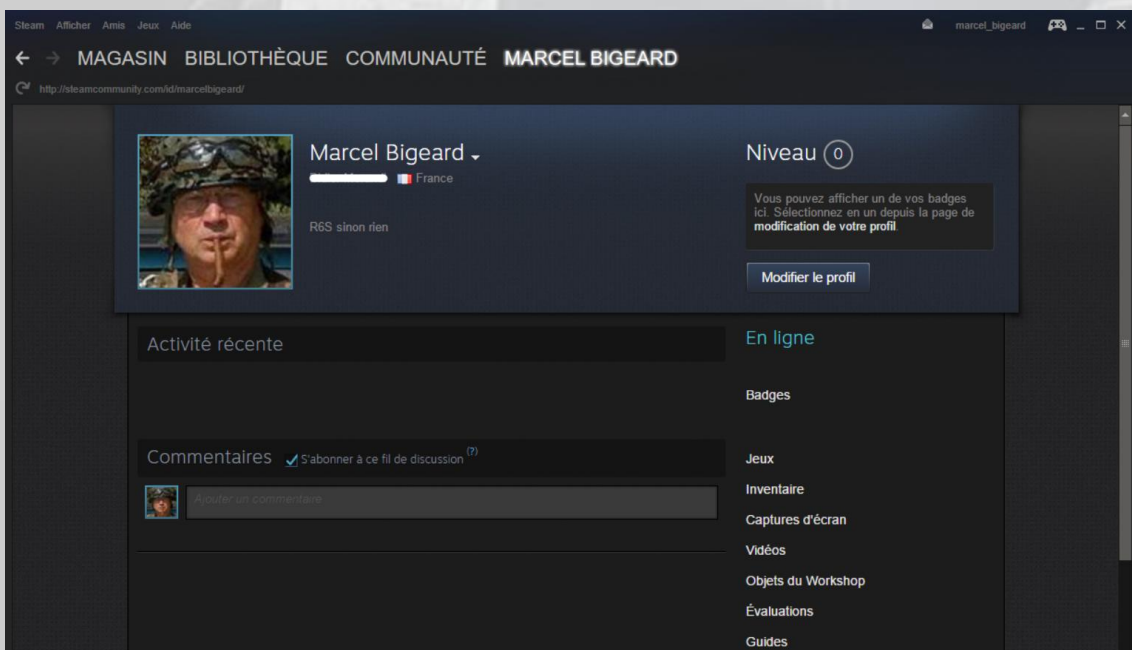 Steam Afficher Amis Jeux Aide
marcel_bigeard
MAGASIN BIBLIOTHÈQUE COMMUNAUTÉ MARCEL BIGEARD
http://steamcommunity.com/id/marcelbigeard/
Marcel Bigeard
France
R6S sinon rien
Niveau 0
Vous pouvez afficher un de vos badges
ici. Sélectionnez en un depuis la page de
modification de votre profil.
Modifier le profil
Activité récente
En ligne
Badges
Commentaires S'abonner à ce fil de discussion (?)
Ajouter un commentaire
Jeux
Inventaire
Captures d'écran
Vidéos
Objets du Workshop
Évaluations
Guides